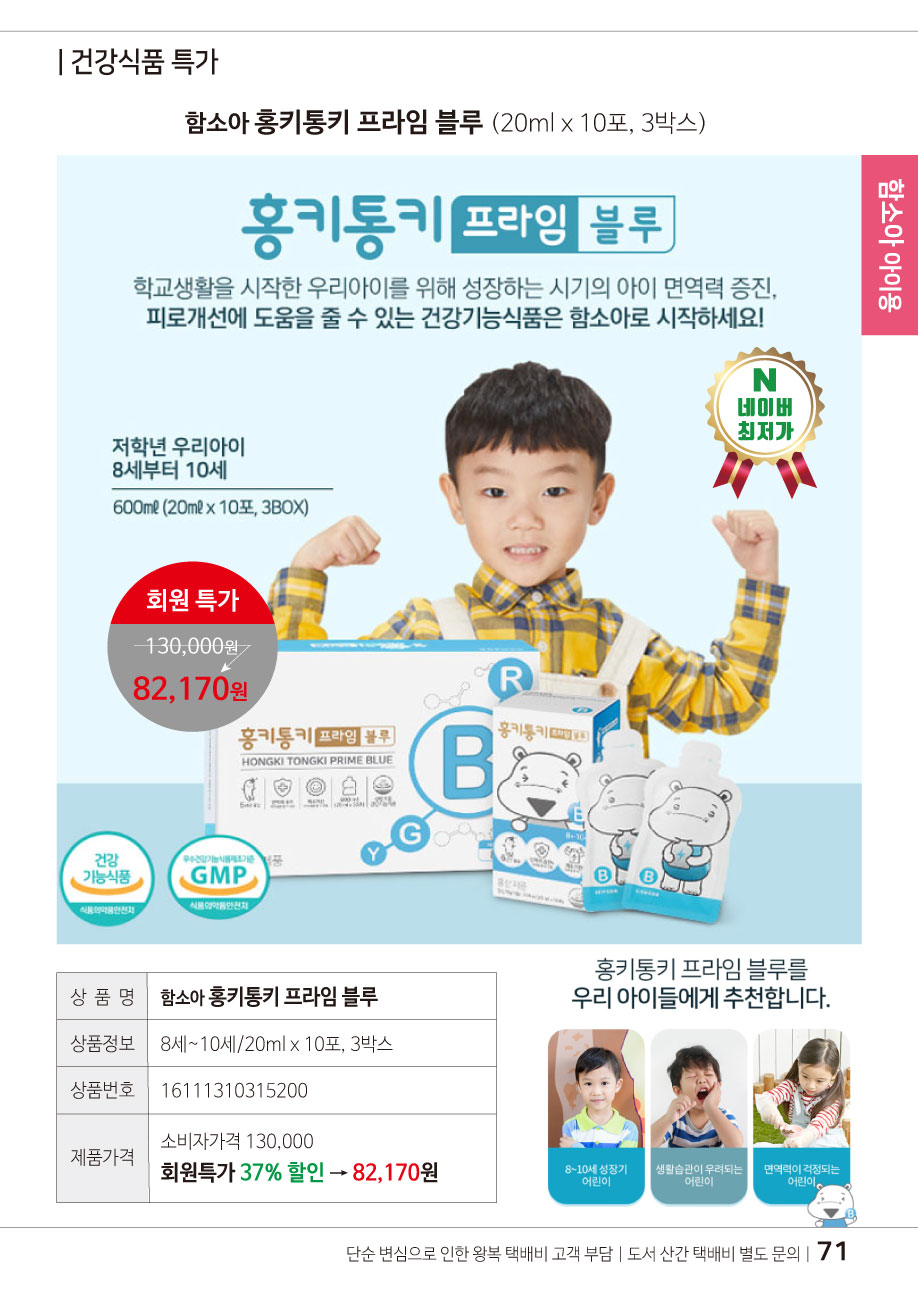 | 건강식품 특가
함소아 홍키통키 프라임 블루 (20ml x 10포, 3박스)
함소아 아이용
홍키통키 프라임 블루
학교생활을 시작한 우리아이를 위해 성장하는 시기의 아이 면역력 증진,
피로개선에 도움을 줄 수 있는 건강기능식품은 함소아로 시작하세요!
N
네이버
최저가
저학년 우리아이
8세부터 10세
600㎖ (20㎖ x 10포, 3BOX)
회원 특가
130,000원
82,170원
홍키통키 프라임 블루
HONGKI TONGKI PRIME BLUE
R
B
G
Y
홍키통키 프라임 블루
B
B
B
건강
기능식품
식품의약품안전처
우수건강기능식품제조기준
GMP
식품의약품안전처
상 품 명
함소아 홍키통키 프라임 블루
상품정보
8세~10세/20ml x 10포, 3박스
상품번호
16111310315200
제품가격
소비자가격 130,000
회원특가 37% 할인 → 82,170원
홍키통키 프라임 블루를
우리 아이들에게 추천합니다.
8~10세 성장기
어린이
생활습관이 우려되는
어린이
면역력이 걱정되는
어린이
B
단순 변심으로 인한 왕복 택배비 고객 부담 | 도서 산간 택배비 별도 문의 | 71